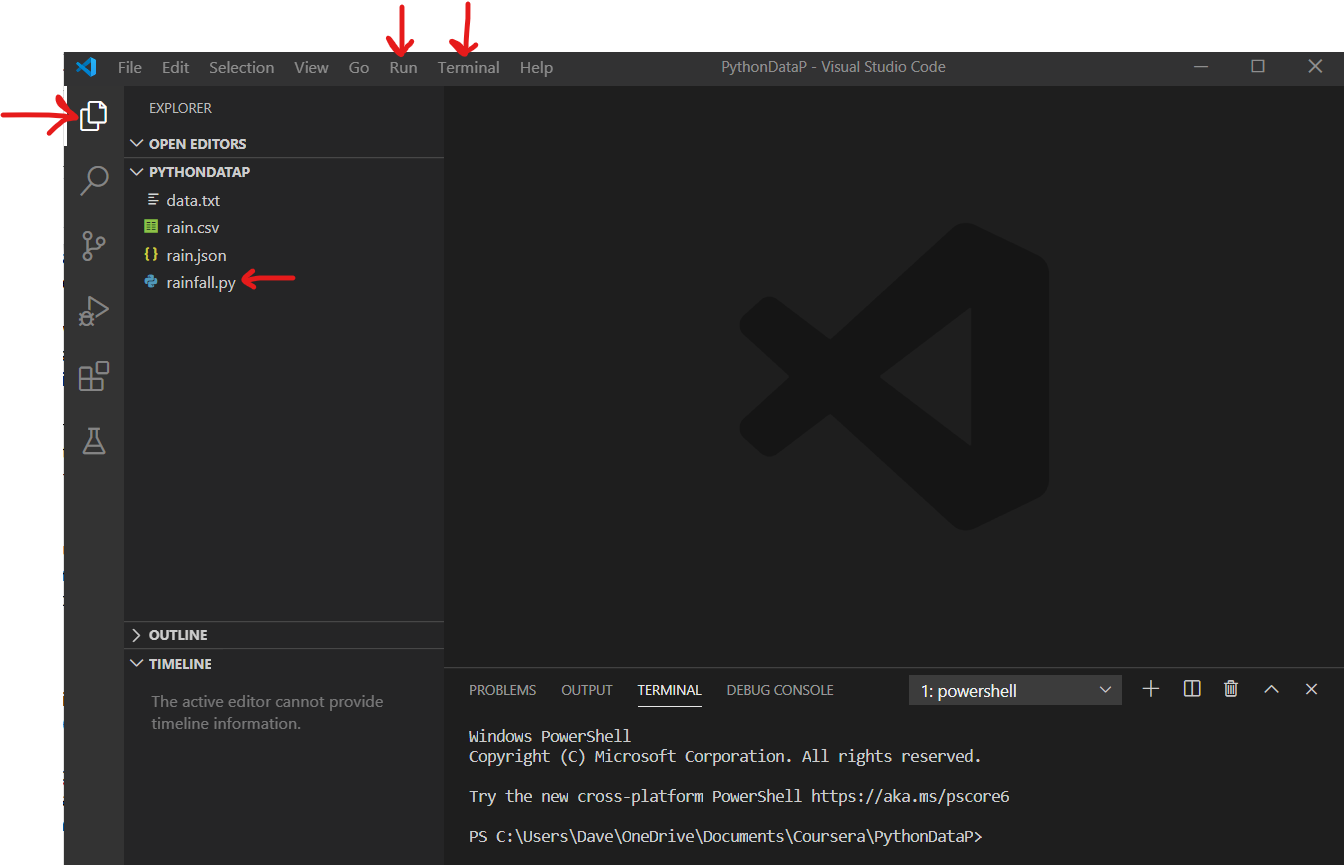 File Edit Selection View Go Run Terminal Help PythonDataP - Visual Studio Code
EXPLORER
OPEN EDITORS
PYTHONDATAP
data.txt
rain.csv
rain.json
rainfall.py
OUTLINE
TIMELINE
The active editor cannot provide
timeline information.
PROBLEMS OUTPUT TERMINAL DEBUG CONSOLE 1: powershell
Windows PowerShell
Copyright (C) Microsoft Corporation. All rights reserved.
Try the new cross-platform PowerShell https://aka.ms/pscore6
PS C:\Users\Dave\OneDrive\Documents\Coursera\PythonDataP>